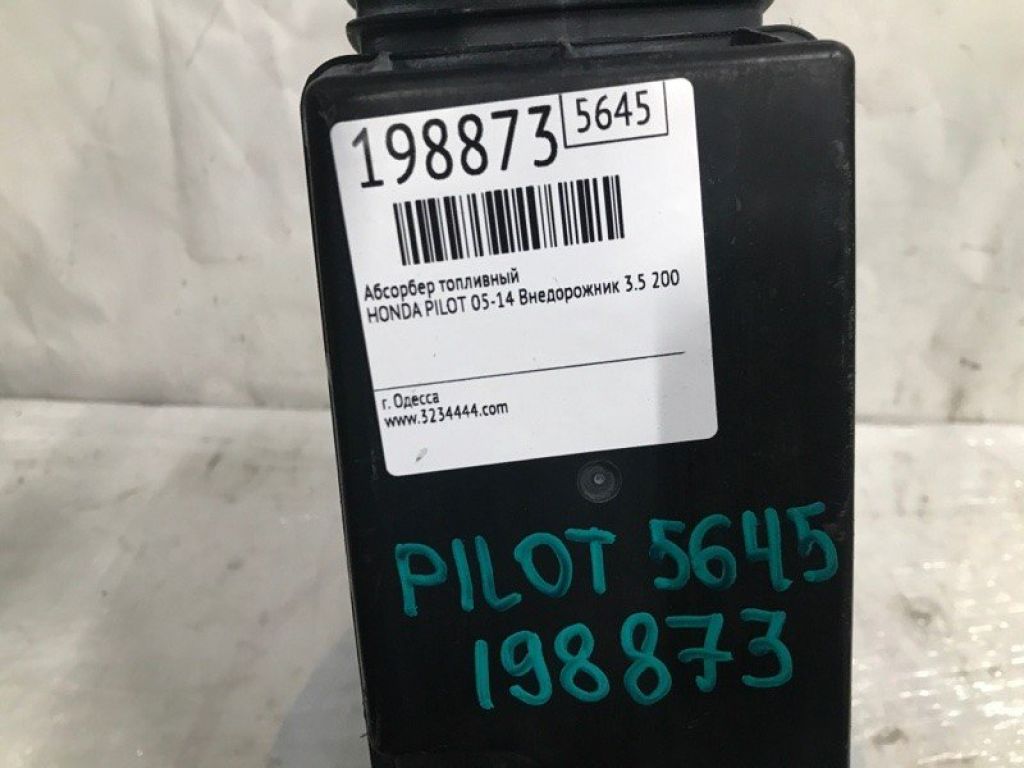 198873 5645
Абсорбер топливный
HONDA PILOT 05-14 Внедорожник 3.5 200
г. Одесса
www.3234444.com
PILOT 5645
198873